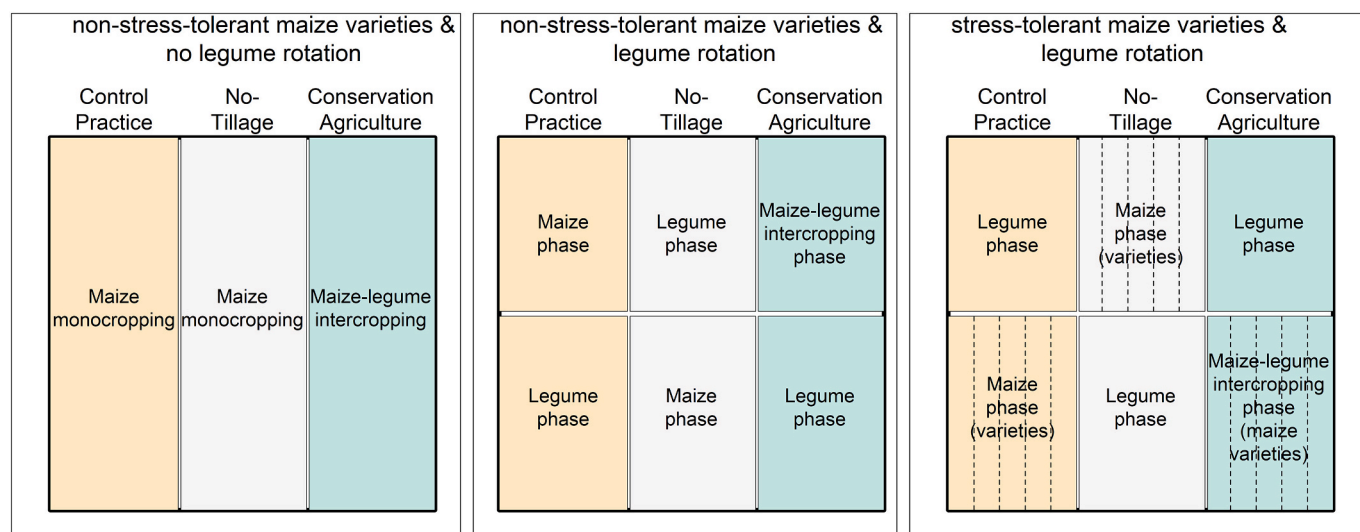 non-stress-tolerant maize varieties &
no legume rotation
Control
Practice
No-
Tillage
Conservation
Agriculture
Maize
monocropping
Maize
monocropping
Maize-legume
intercropping
non-stress-tolerant maize varieties &
legume rotation
Control
Practice
No-
Tillage
Conservation
Agriculture
Maize
phase
Legume
phase
Maize-legume
intercropping
phase
Legume
phase
Maize
phase
Legume
phase
stress-tolerant maize varieties &
legume rotation
Control
Practice
No-
Tillage
Conservation
Agriculture
Legume
phase
Maize
phase
(varieties)
Legume
phase
Maize
phase
(varieties)
Legume
phase
Maize-legume
intercropping
phase
(maize
varieties)